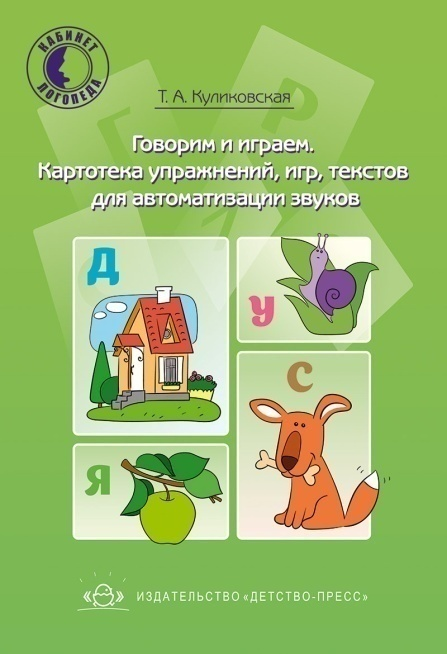 КАБИНЕТ
ЛОГОПЕДА
Т. А. Куликовская
Говорим и играем.
Картотека упражнений, игр, текстов
для автоматизации звуков
Д
У
С
Я
ИЗДАТЕЛЬСТВО «ДЕТСТВО-ПРЕСС»